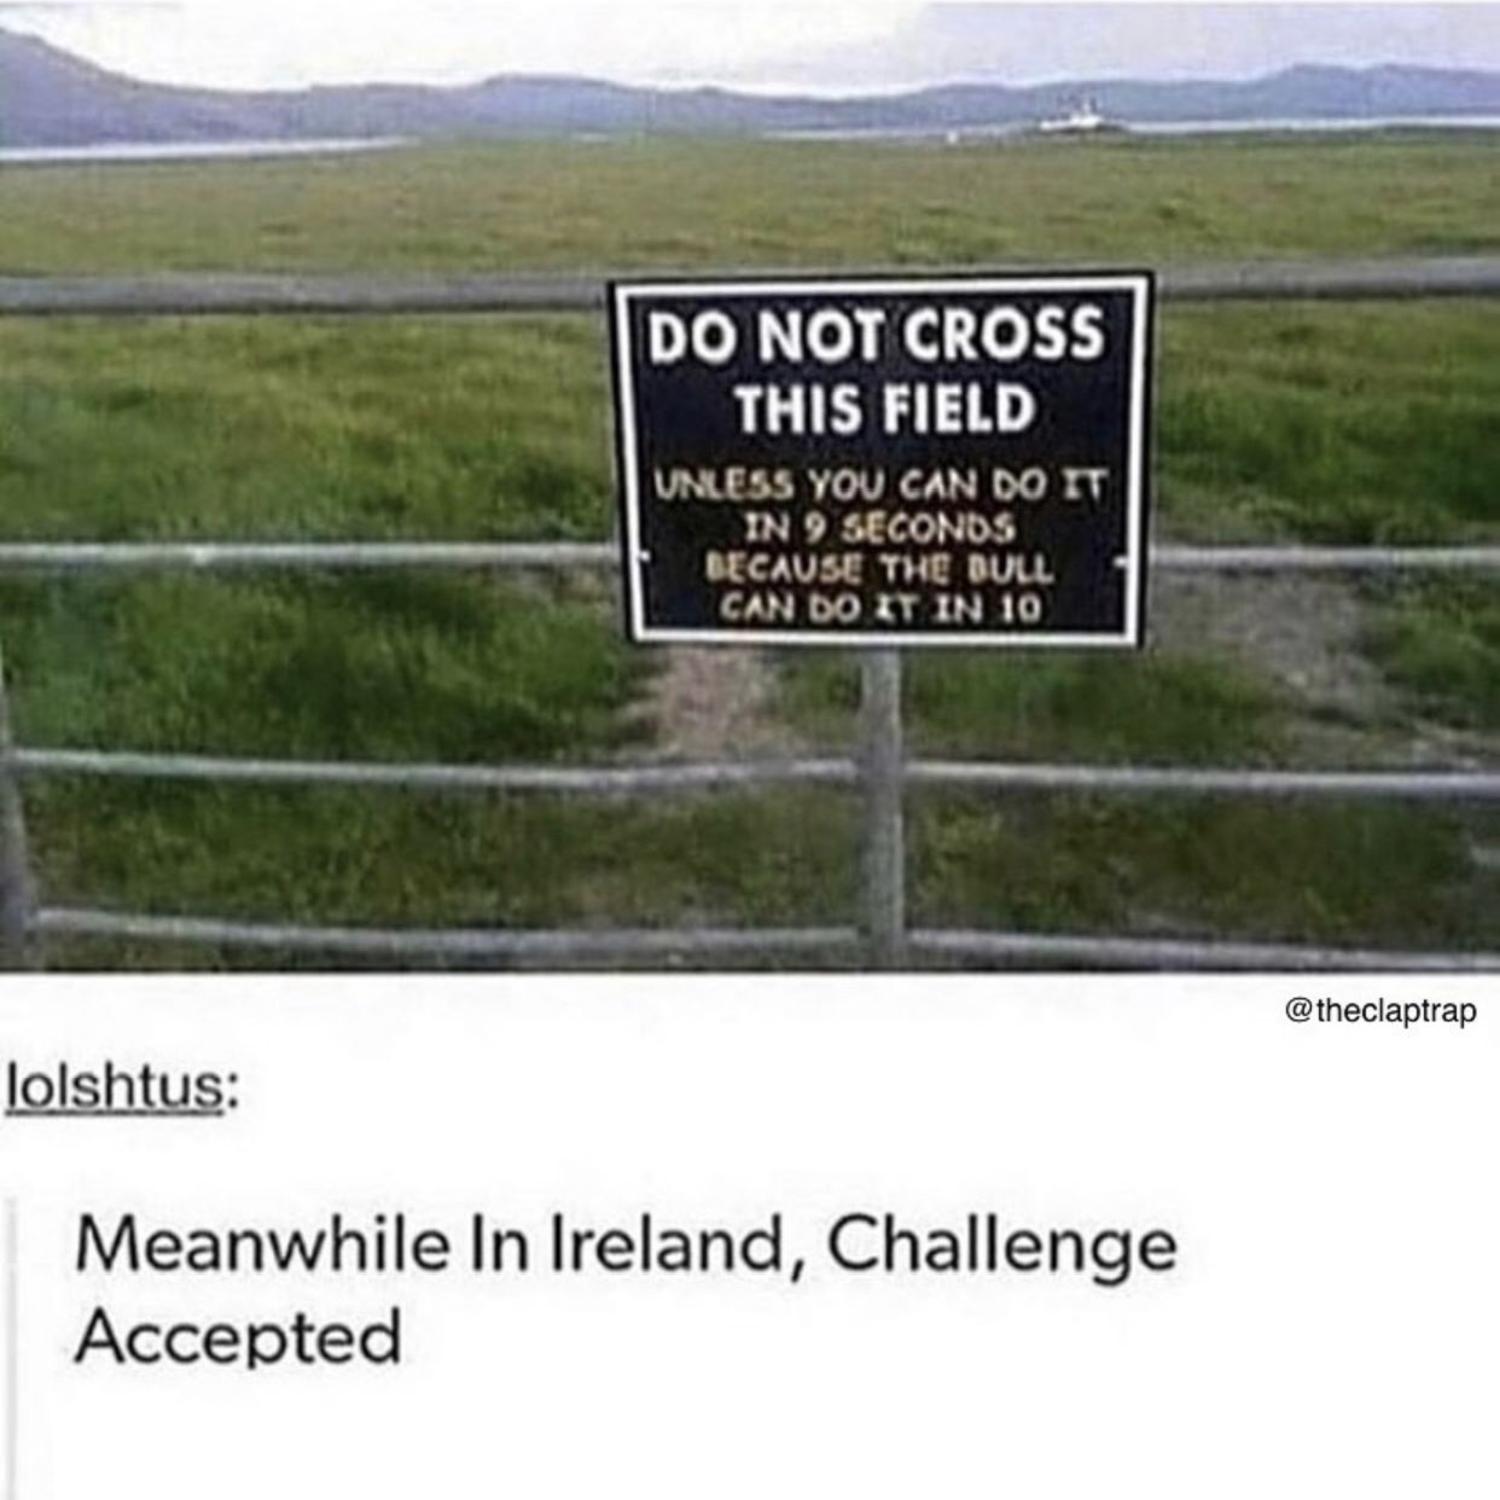 DO NOT CROSS
THIS FIELD
UNLESS YOU CAN DO IT
IN 9 SECONDS
BECAUSE THE BULL
CAN DO IT IN 10
@theclaptrap
lolshtus:
Meanwhile In Ireland, Challenge
Accepted